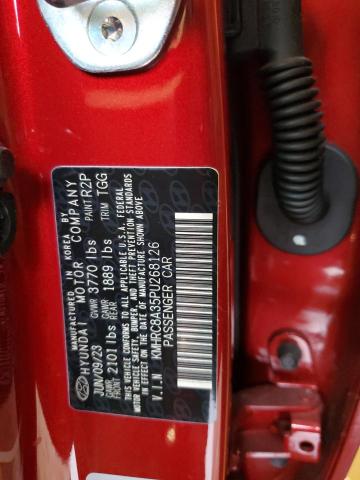 MANUFACTURED IN KOREA BY
HYUNDAI MOTOR COMPANY
JUN/09/23 GVWR 3770 lbs PAINT R2P
GAWR FRONT 2101 lbs GAWR REAR 1889 lbs TRIM TGG
THIS VEHICLE CONFORMS TO ALL APPLICABLE U.S.A. FEDERAL
MOTOR VEHICLE SAFETY, BUMPER, AND THEFT PREVENTION STANDARDS
IN EFFECT ON THE DATE OF MANUFACTURE SHOWN ABOVE.
V.I.N KMHRC8A35PU268126
PASSENGER CAR